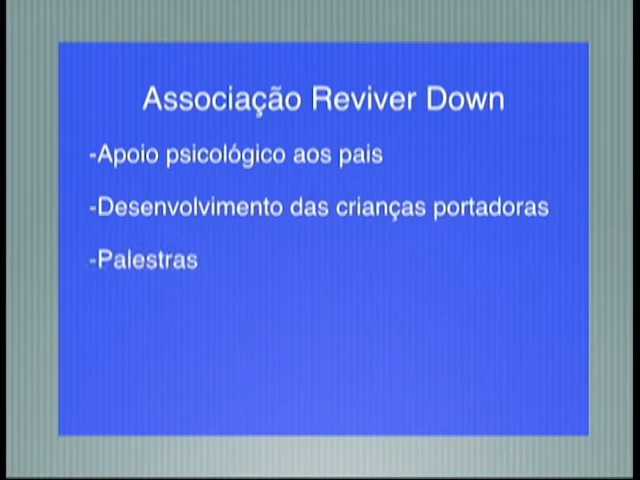 Associação Reviver Down
-Apoio psicológico aos pais
-Desenvolvimento das crianças portadoras
-Palestras